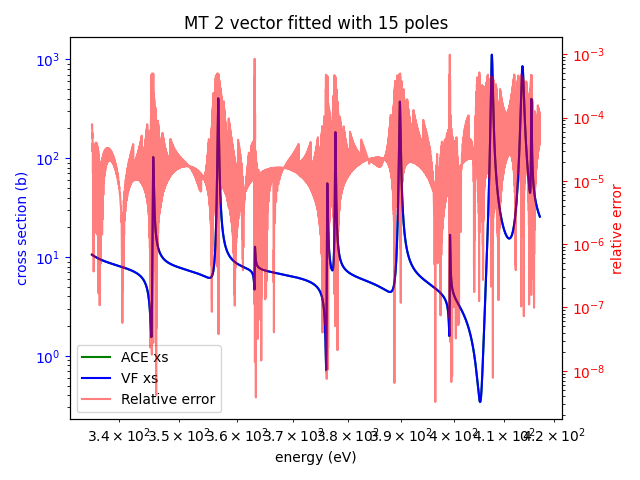 MT 2 vector fitted with 15 poles
10³
10²
10¹
10⁰
cross section (b)
10⁻³
10⁻⁴
10⁻⁵
10⁻⁶
10⁻⁷
10⁻⁸
relative error
ACE xs
VF xs
Relative error
3.4 × 10² 3.5 × 10² 3.6 × 10² 3.7 × 10² 3.8 × 10² 3.9 × 10² 4 × 10² 4.1 × 10² 4.2 × 10²
energy (eV)